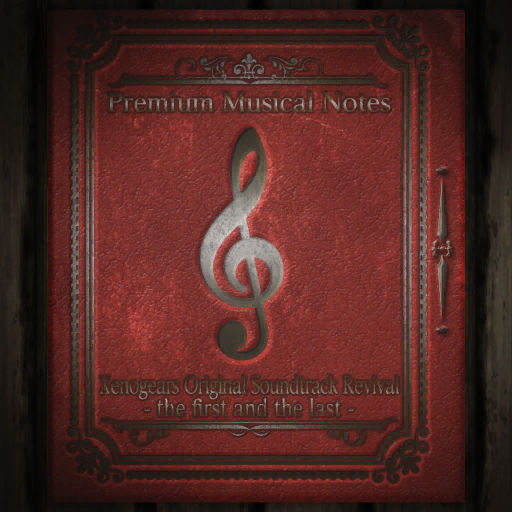 Premium Musical Notes
Xenogears Original Soundtrack Revival
- the first and the last -